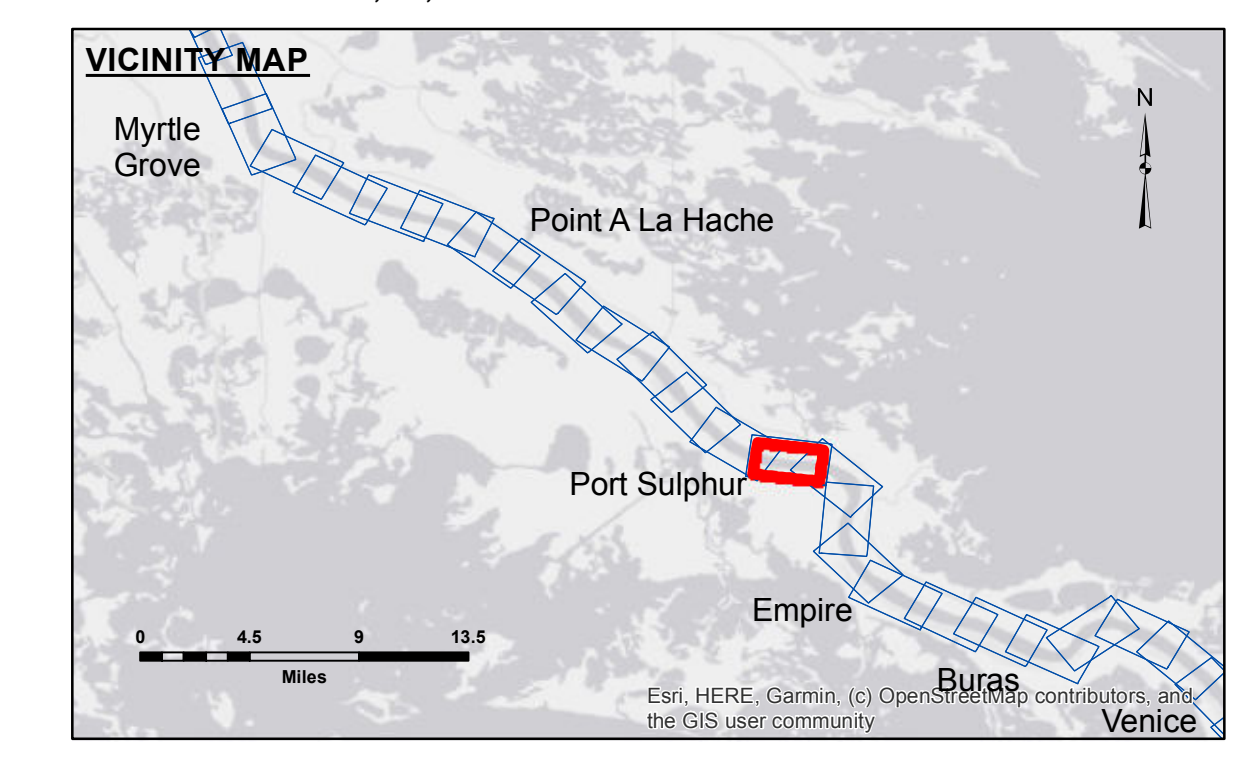 VICINITY MAP
N
Myrtle
Grove
Point A La Hache
Port Sulphur
Empire
0 4.5 9 13.5
Miles
Buras
Esri, HERE, Garmin, (c) OpenStreetMap contributors, and
the GIS user community
Venice